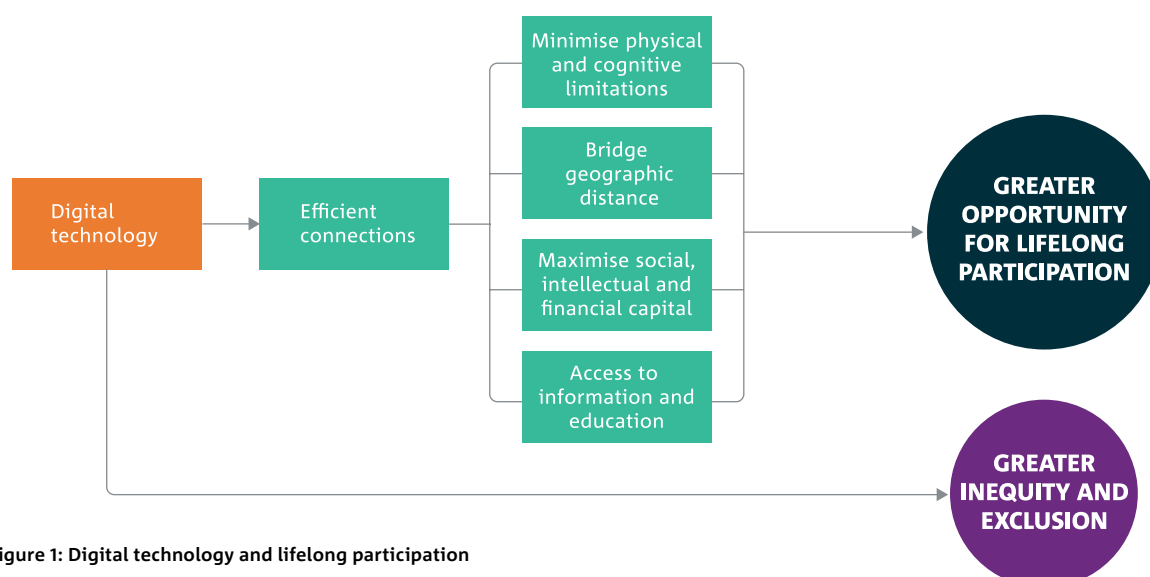 Minimise physical
and cognitive
limitations
Bridge
geographic
distance
Digital
technology
Efficient
connections
Maximise social,
intellectual and
financial capital
Access to
information and
education
GREATER
OPPORTUNITY
FOR LIFELONG
PARTICIPATION
GREATER
INEQUITY AND
EXCLUSION
igure 1: Digital technology and lifelong participation